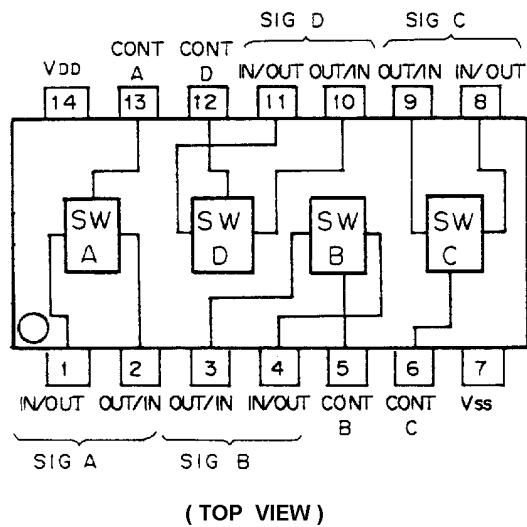 SIG D SIG C
CONT CONT
VDD A D IN/OUT OUT/IN OUT/IN IN/OUT
14 13 12 11 10 9 8
SW SW SW SW
A D B C
1 2 3 4 5 6 7
IN/OUT OUT/IN OUT/IN IN/OUT CONT CONT Vss
B C
SIG A SIG B
( TOP VIEW )